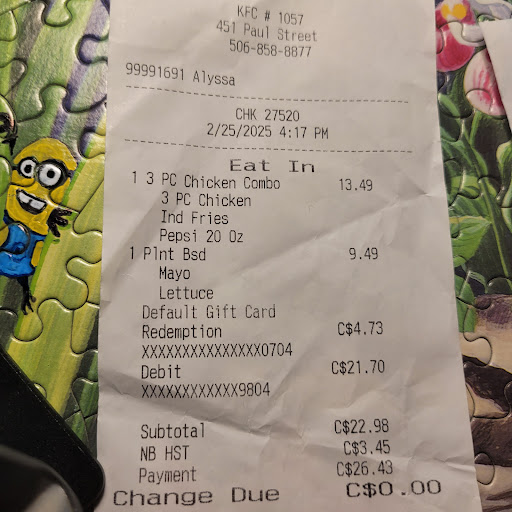 KFC # 1057
451 Paul Street
506-858-8877
99991691 Alyssa
CHK 27520
2/25/2025 4:17 PM
Eat In
1 3 PC Chicken Combo 13.49
3 PC Chicken
Ind Fries
Pepsi 20 Oz
1 Plnt Bsd 9.49
Mayo
Lettuce
Default Gift Card
Redemption C$4.73
XXXXXXXXXXXXXXX0704
Debit C$21.70
XXXXXXXXXXXX9804
Subtotal C$22.98
NB HST C$3.45
Payment C$26.43
Change Due C$0.00